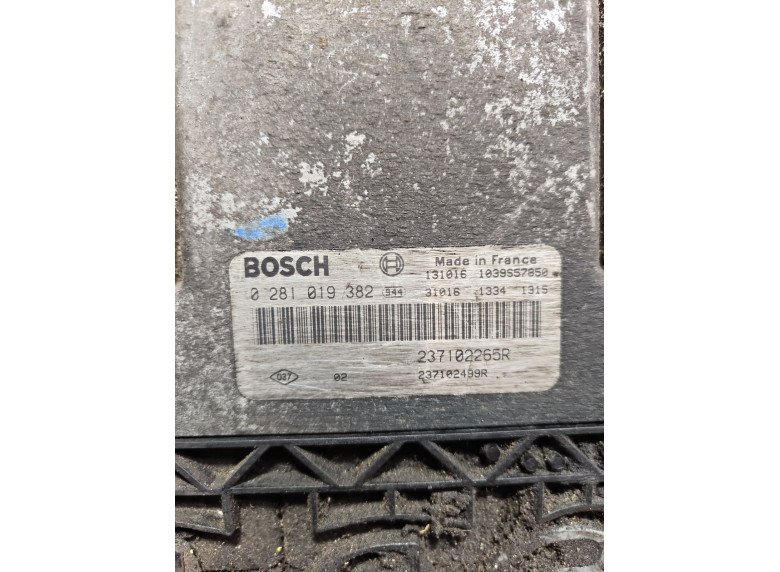 BOSCH Made in France
131016 1039S57850
0 281 019 382 944 31016 1334 1315
237102265R
037 02 237102499R